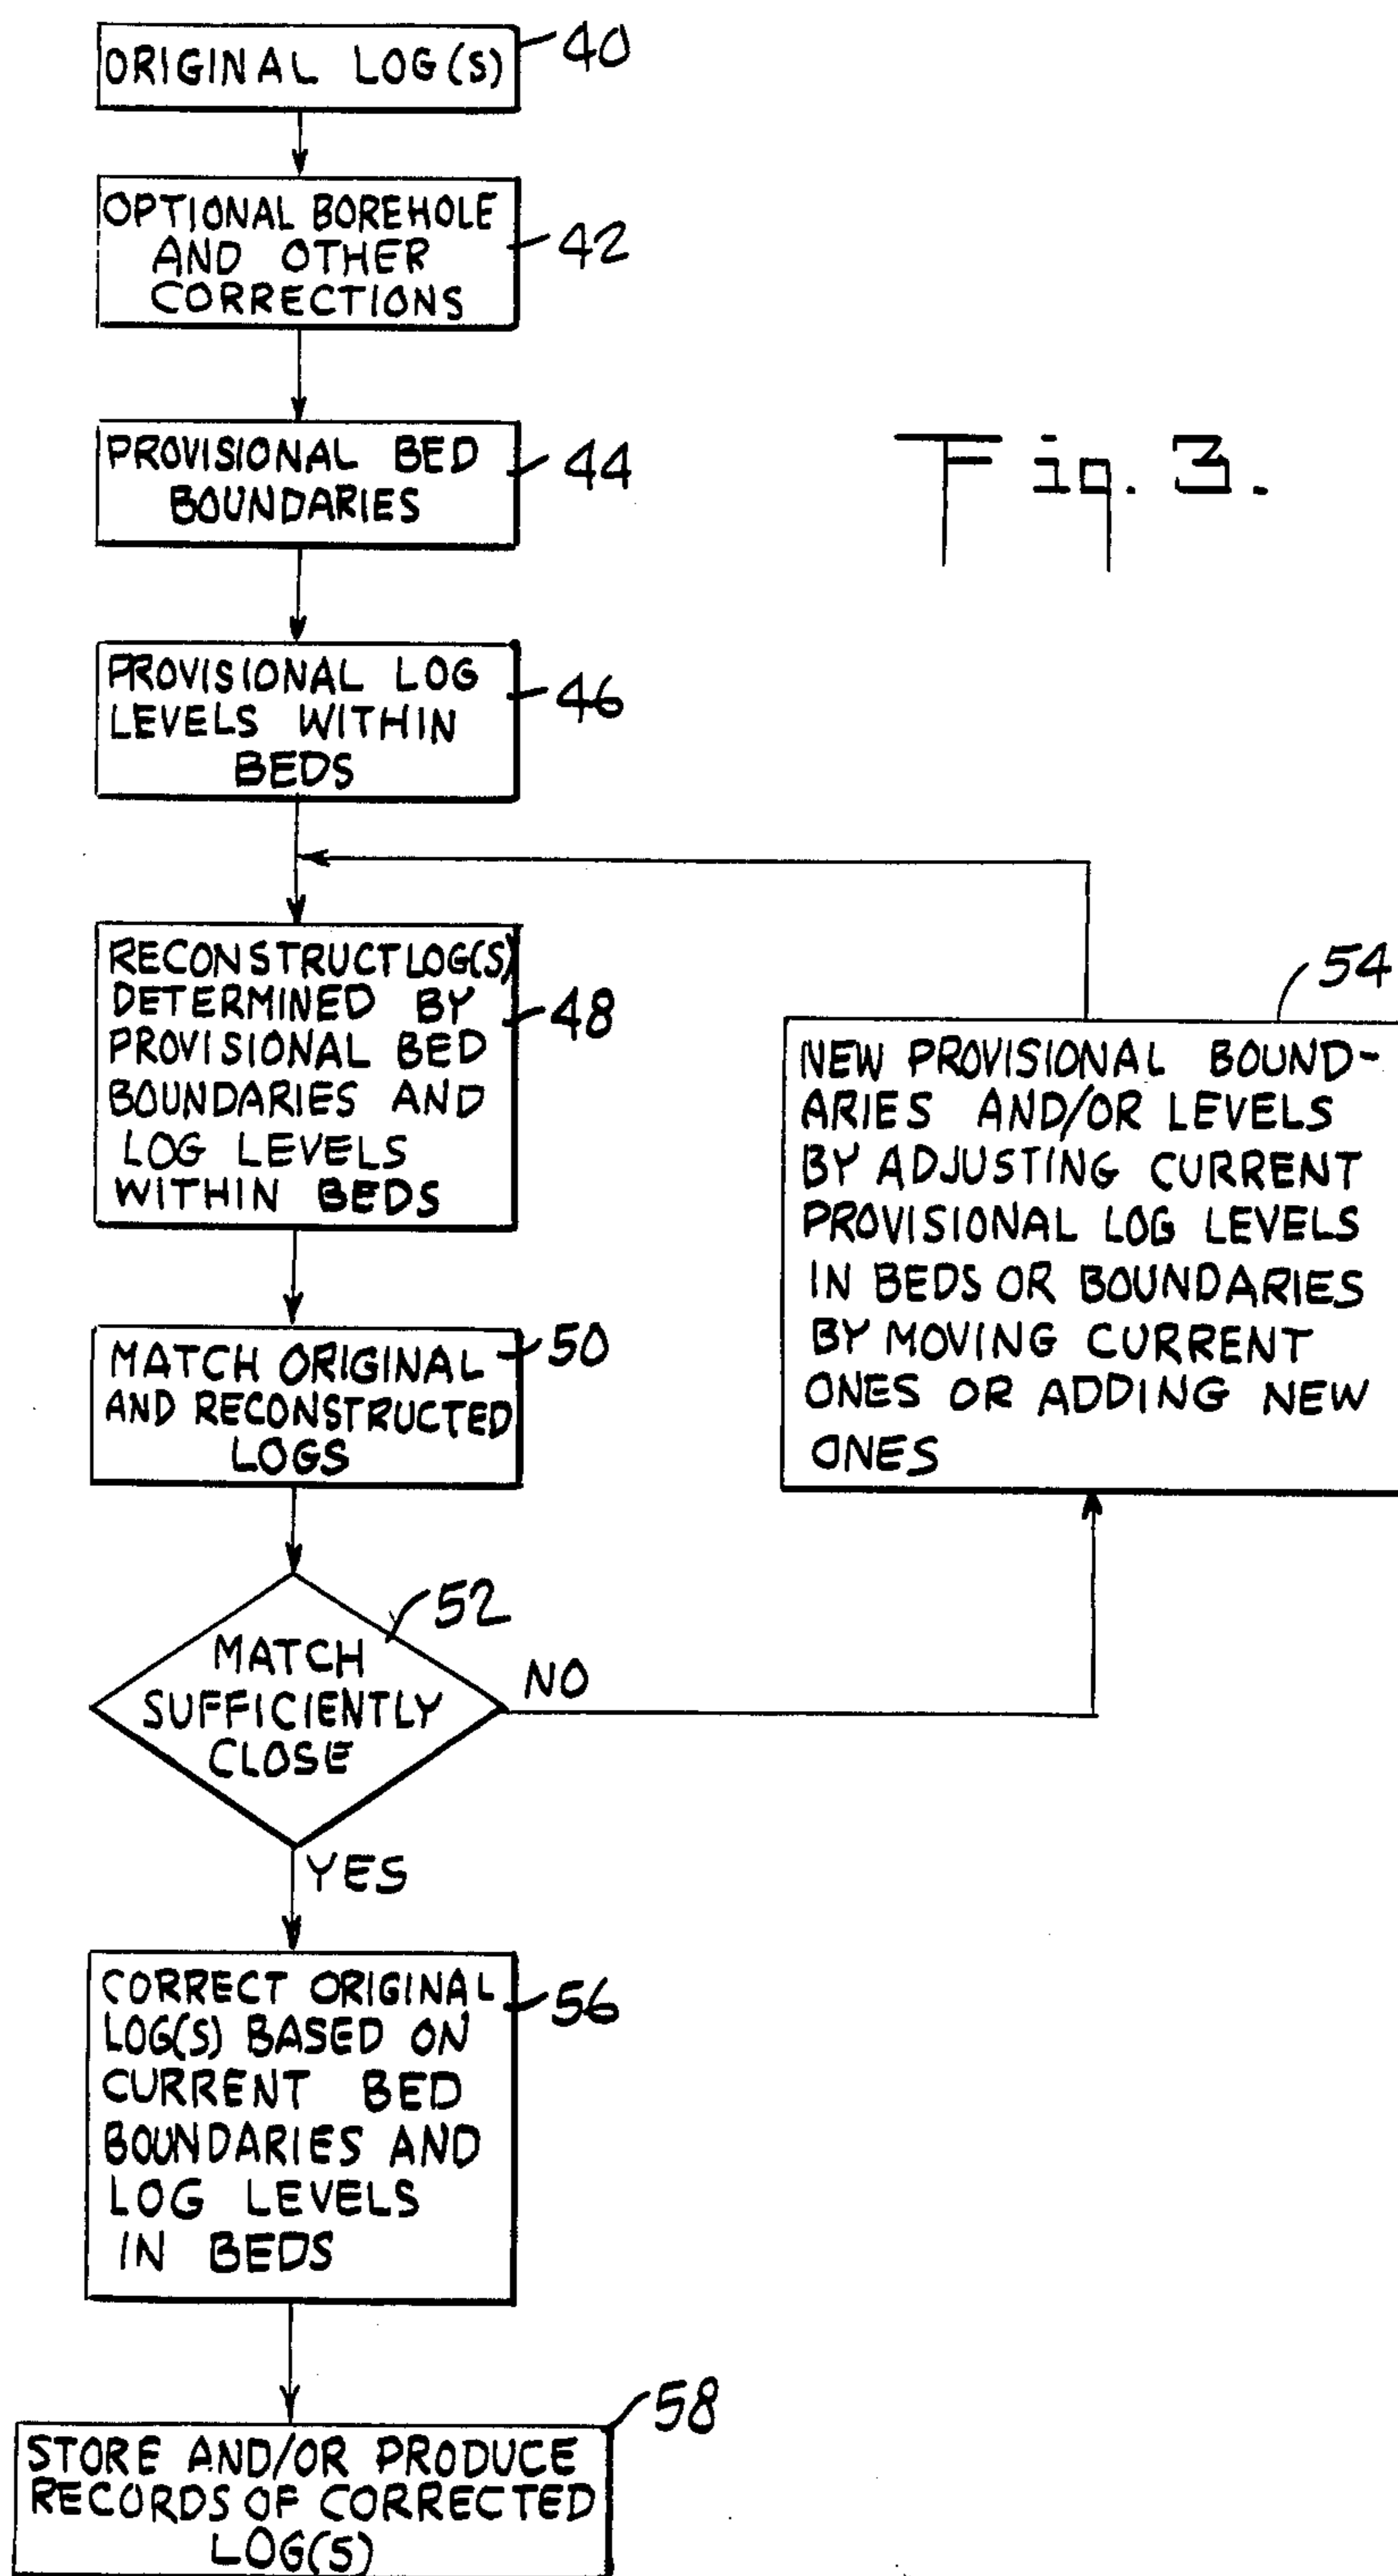 ORIGINAL LOG(S)
40
OPTIONAL BOREHOLE
AND OTHER
CORRECTIONS
42
PROVISIONAL BED
BOUNDARIES
44
Fig. 3.
PROVISIONAL LOG
LEVELS WITHIN
BEDS
46
RECONSTRUCT LOG(S)
DETERMINED BY
PROVISIONAL BED
BOUNDARIES AND
LOG LEVELS
WITHIN BEDS
48
54
NEW PROVISIONAL BOUND-
ARIES AND/OR LEVELS
BY ADJUSTING CURRENT
PROVISIONAL LOG LEVELS
IN BEDS OR BOUNDARIES
BY MOVING CURRENT
ONES OR ADDING NEW
ONES
MATCH ORIGINAL
AND RECONSTRUCTED
LOGS
50
52
MATCH
SUFFICIENTLY
CLOSE
NO
YES
CORRECT ORIGINAL
LOG(S) BASED ON
CURRENT BED
BOUNDARIES AND
LOG LEVELS
IN BEDS
56
58
STORE AND/OR PRODUCE
RECORDS OF CORRECTED
LOG(S)